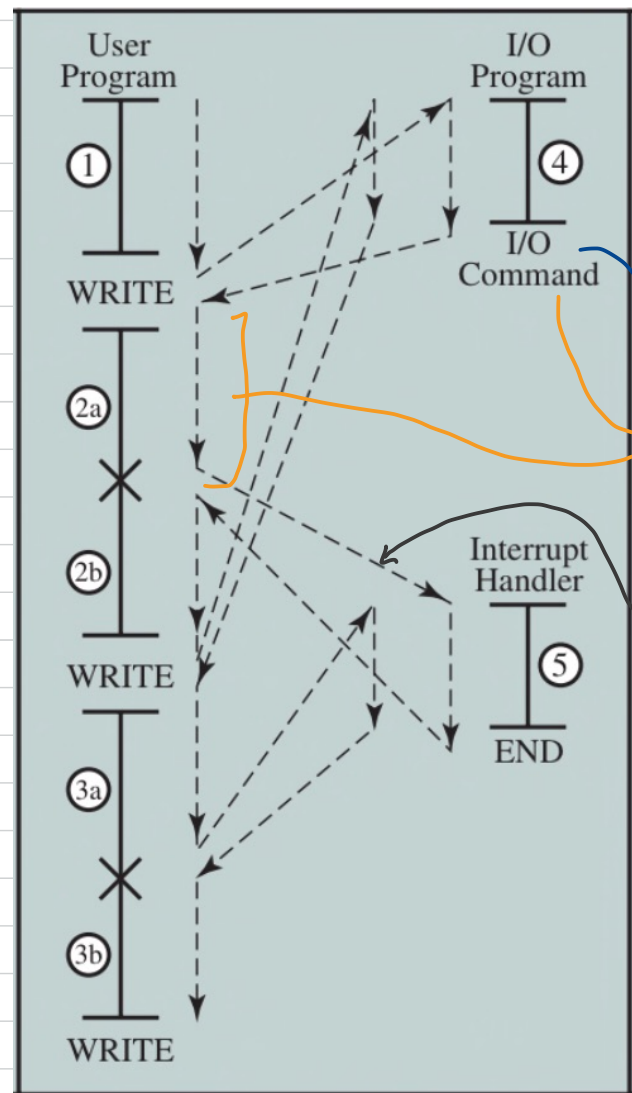 User
Program
1
WRITE
2a
2b
WRITE
3a
3b
WRITE
I/O
Program
4
I/O
Command
Interrupt
Handler
5
END